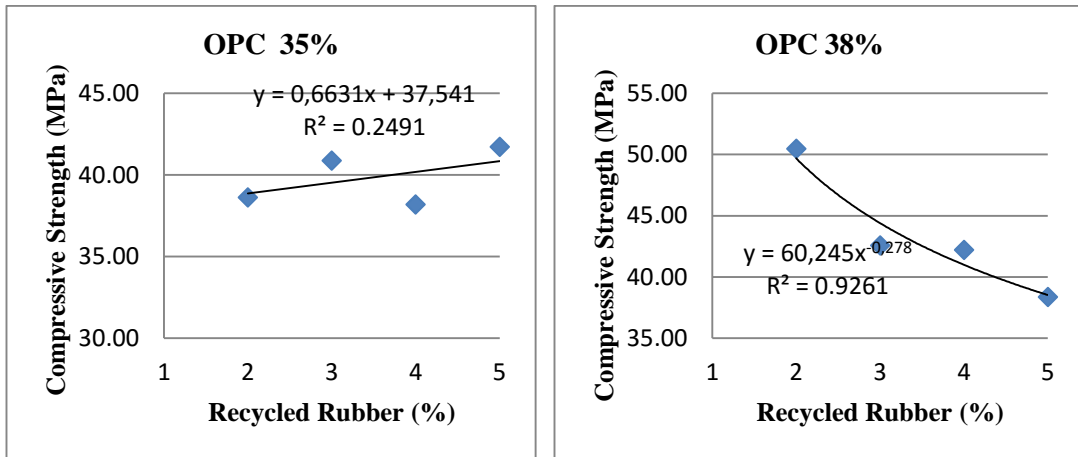 OPC  35%
Compressive Strength (MPa)
45.00
40.00
35.00
30.00
y = 0,6631x + 37,541
R² = 0.2491
1 2 3 4 5
Recycled Rubber (%)
OPC 38%
Compressive Strength (MPa)
55.00
50.00
45.00
40.00
35.00
y = 60,245x^-0.278
R² = 0.9261
1 2 3 4 5
Recycled Rubber (%)